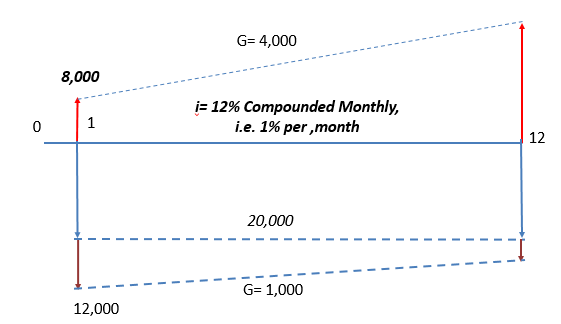 G= 4,000
8,000
i= 12% Compounded Monthly,
i.e. 1% per ,month
0
1
12
20,000
G= 1,000
12,000